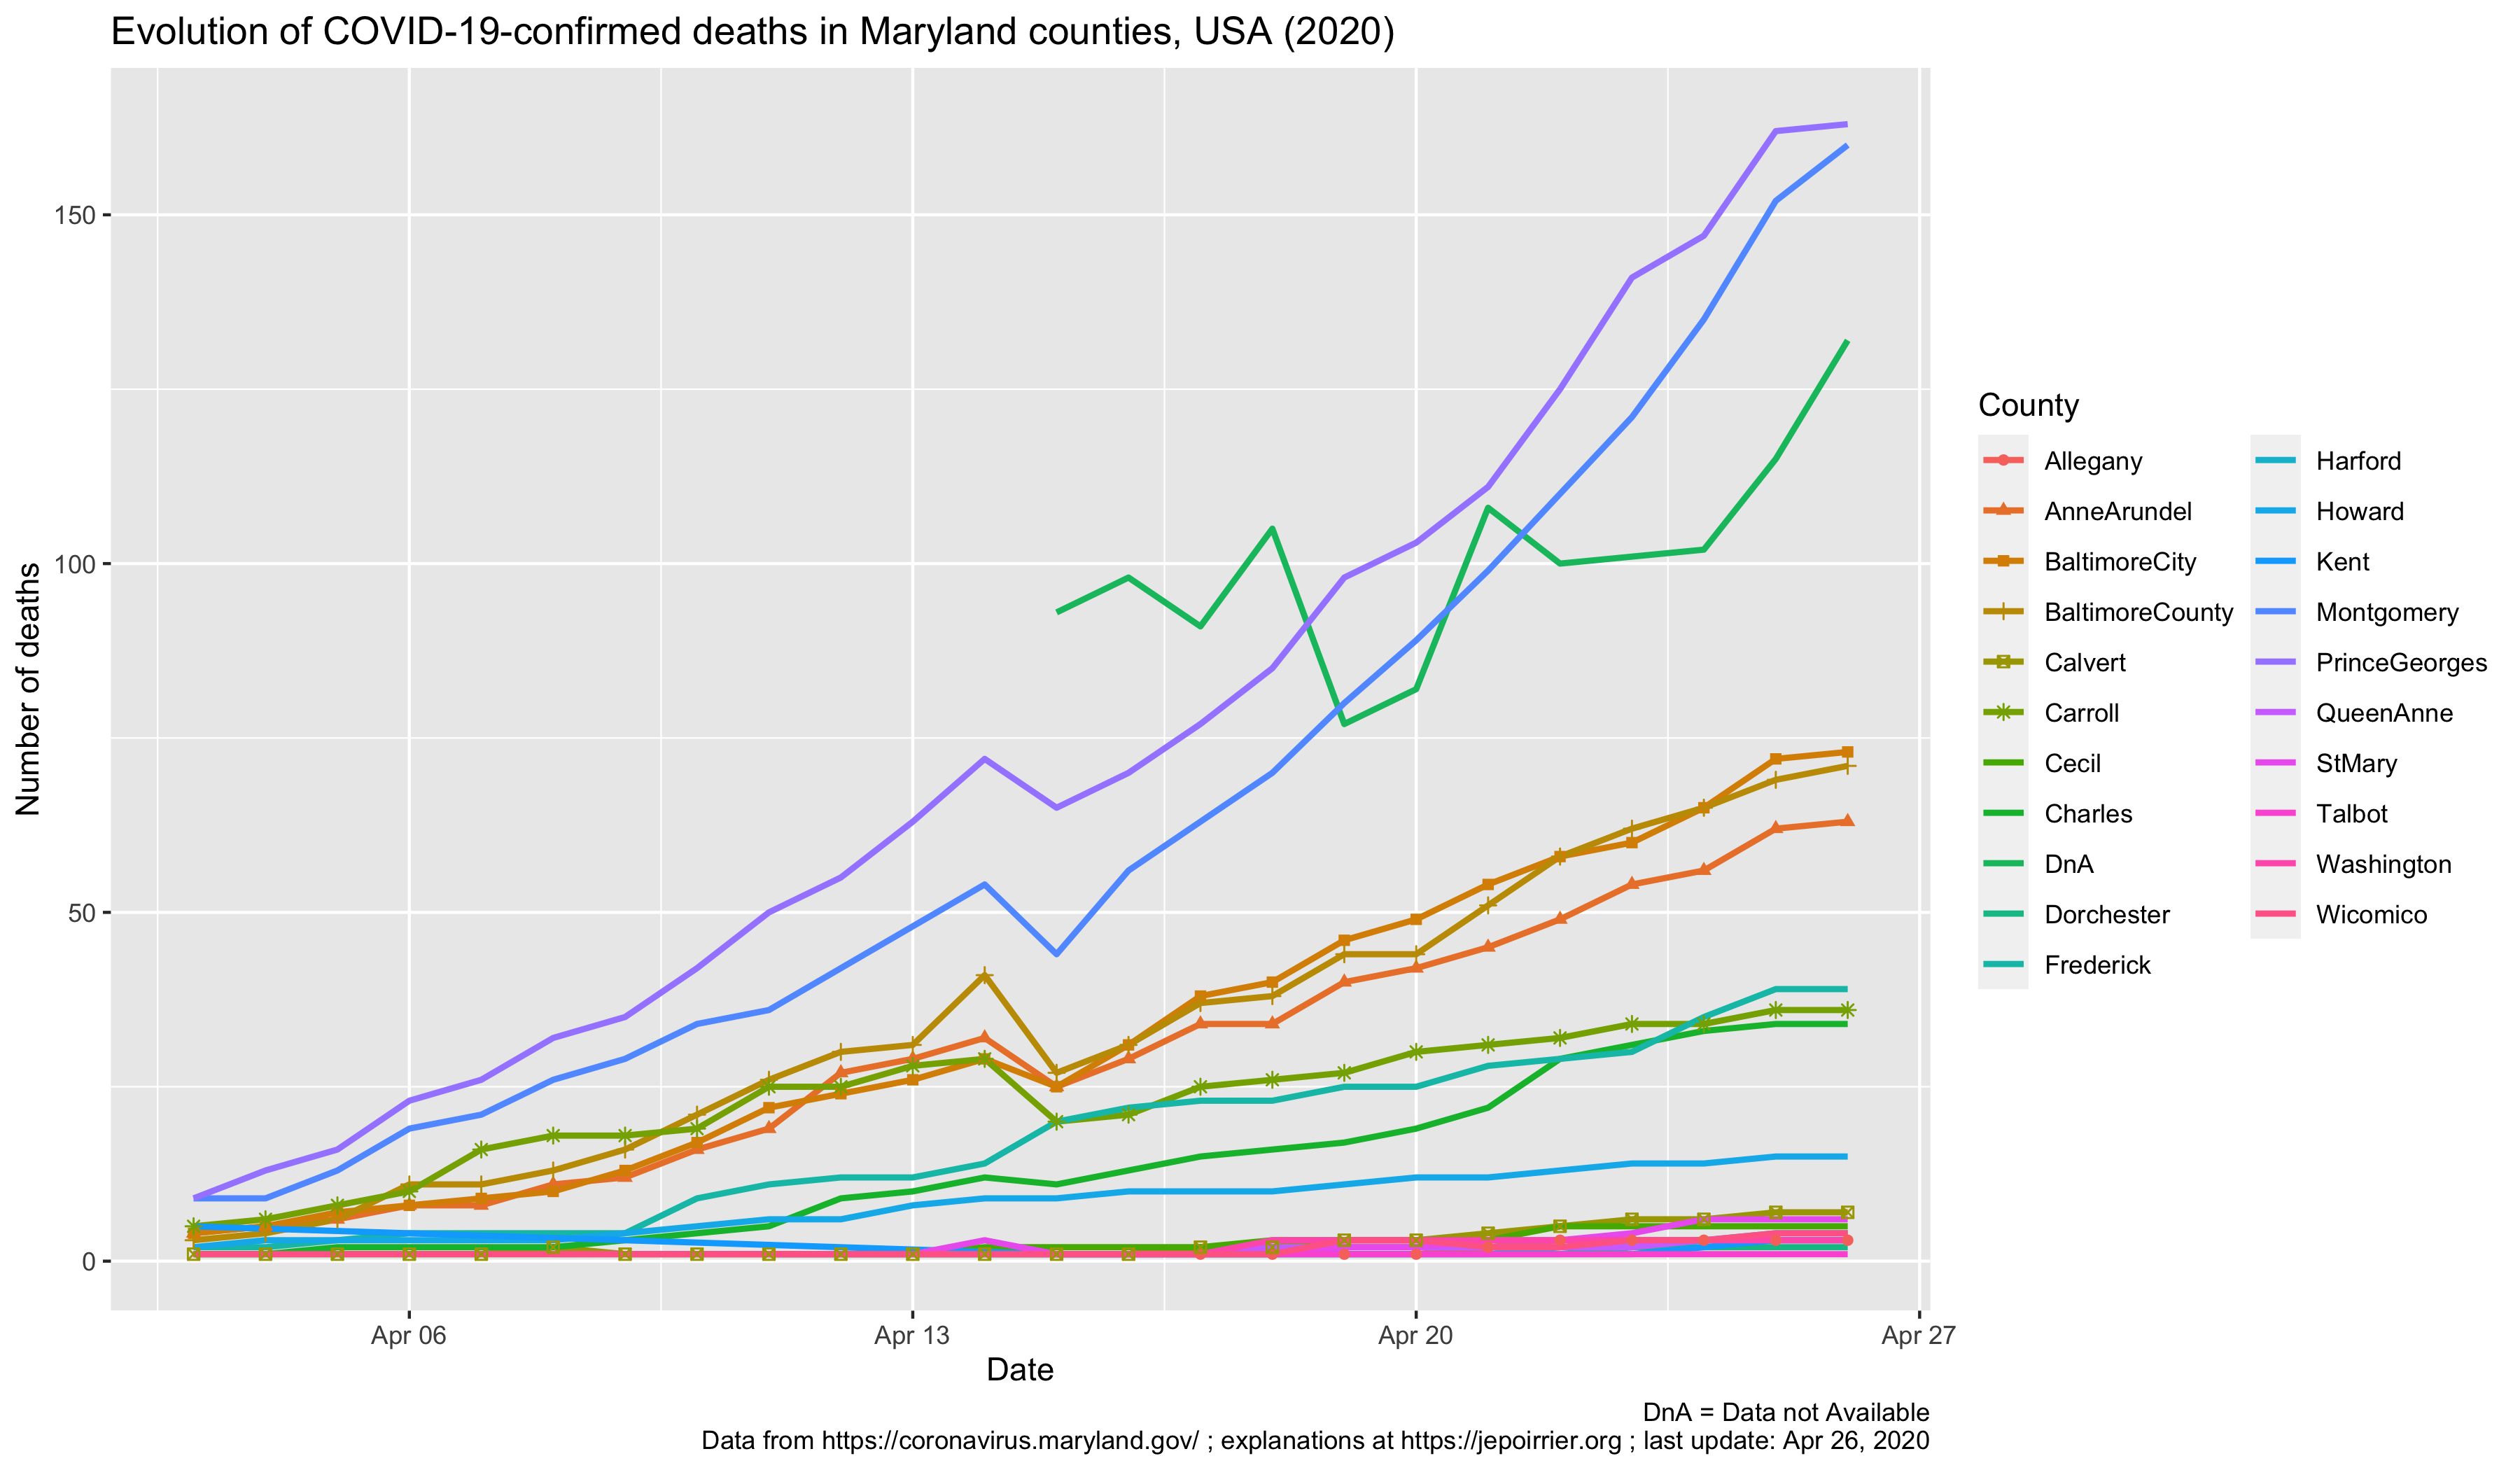 Evolution of COVID-19-confirmed deaths in Maryland counties, USA (2020)
Number of deaths
150
100
50
0
Apr 06
Apr 13
Apr 20
Apr 27
Date
County
Allegany
AnneArundel
BaltimoreCity
BaltimoreCounty
Calvert
Carroll
Cecil
Charles
DnA
Dorchester
Frederick
Harford
Howard
Kent
Montgomery
PrinceGeorges
QueenAnne
StMary
Talbot
Washington
Wicomico
DnA = Data not Available
Data from https://coronavirus.maryland.gov/ ; explanations at https://jepoirrier.org ; last update: Apr 26, 2020